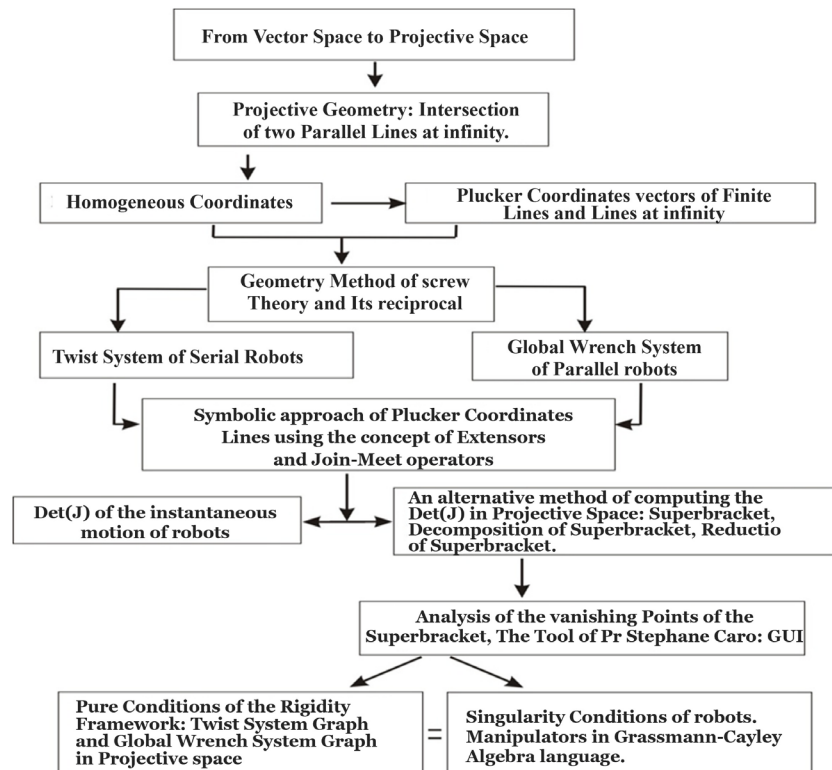 From Vector Space to Projective Space
Projective Geometry: Intersection
of two Parallel Lines at infinity.
Homogeneous Coordinates
Plucker Coordinates vectors of Finite
Lines and Lines at infinity
Geometry Method of screw
Theory and Its reciprocal
Twist System of Serial Robots
Global Wrench System
of Parallel robots
Symbolic approach of Plucker Coordinates
Lines using the concept of Extensors
and Join-Meet operators
Det(J) of the instantaneous
motion of robots
An alternative method of computing the
Det(J) in Projective Space: Superbracket,
Decomposition of Superbracket, Reductio
of Superbracket.
Analysis of the vanishing Points of the
Superbracket, The Tool of Pr Stephane Caro: GUI
Pure Conditions of the Rigidity
Framework: Twist System Graph
and Global Wrench System Graph
in Projective space
=
Singularity Conditions of robots.
Manipulators in Grassmann-Cayley
Algebra language.